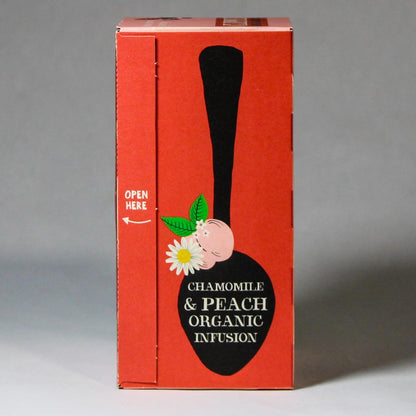 OPEN
HERE
CHAMOMILE
& PEACH
ORGANIC
INFUSION